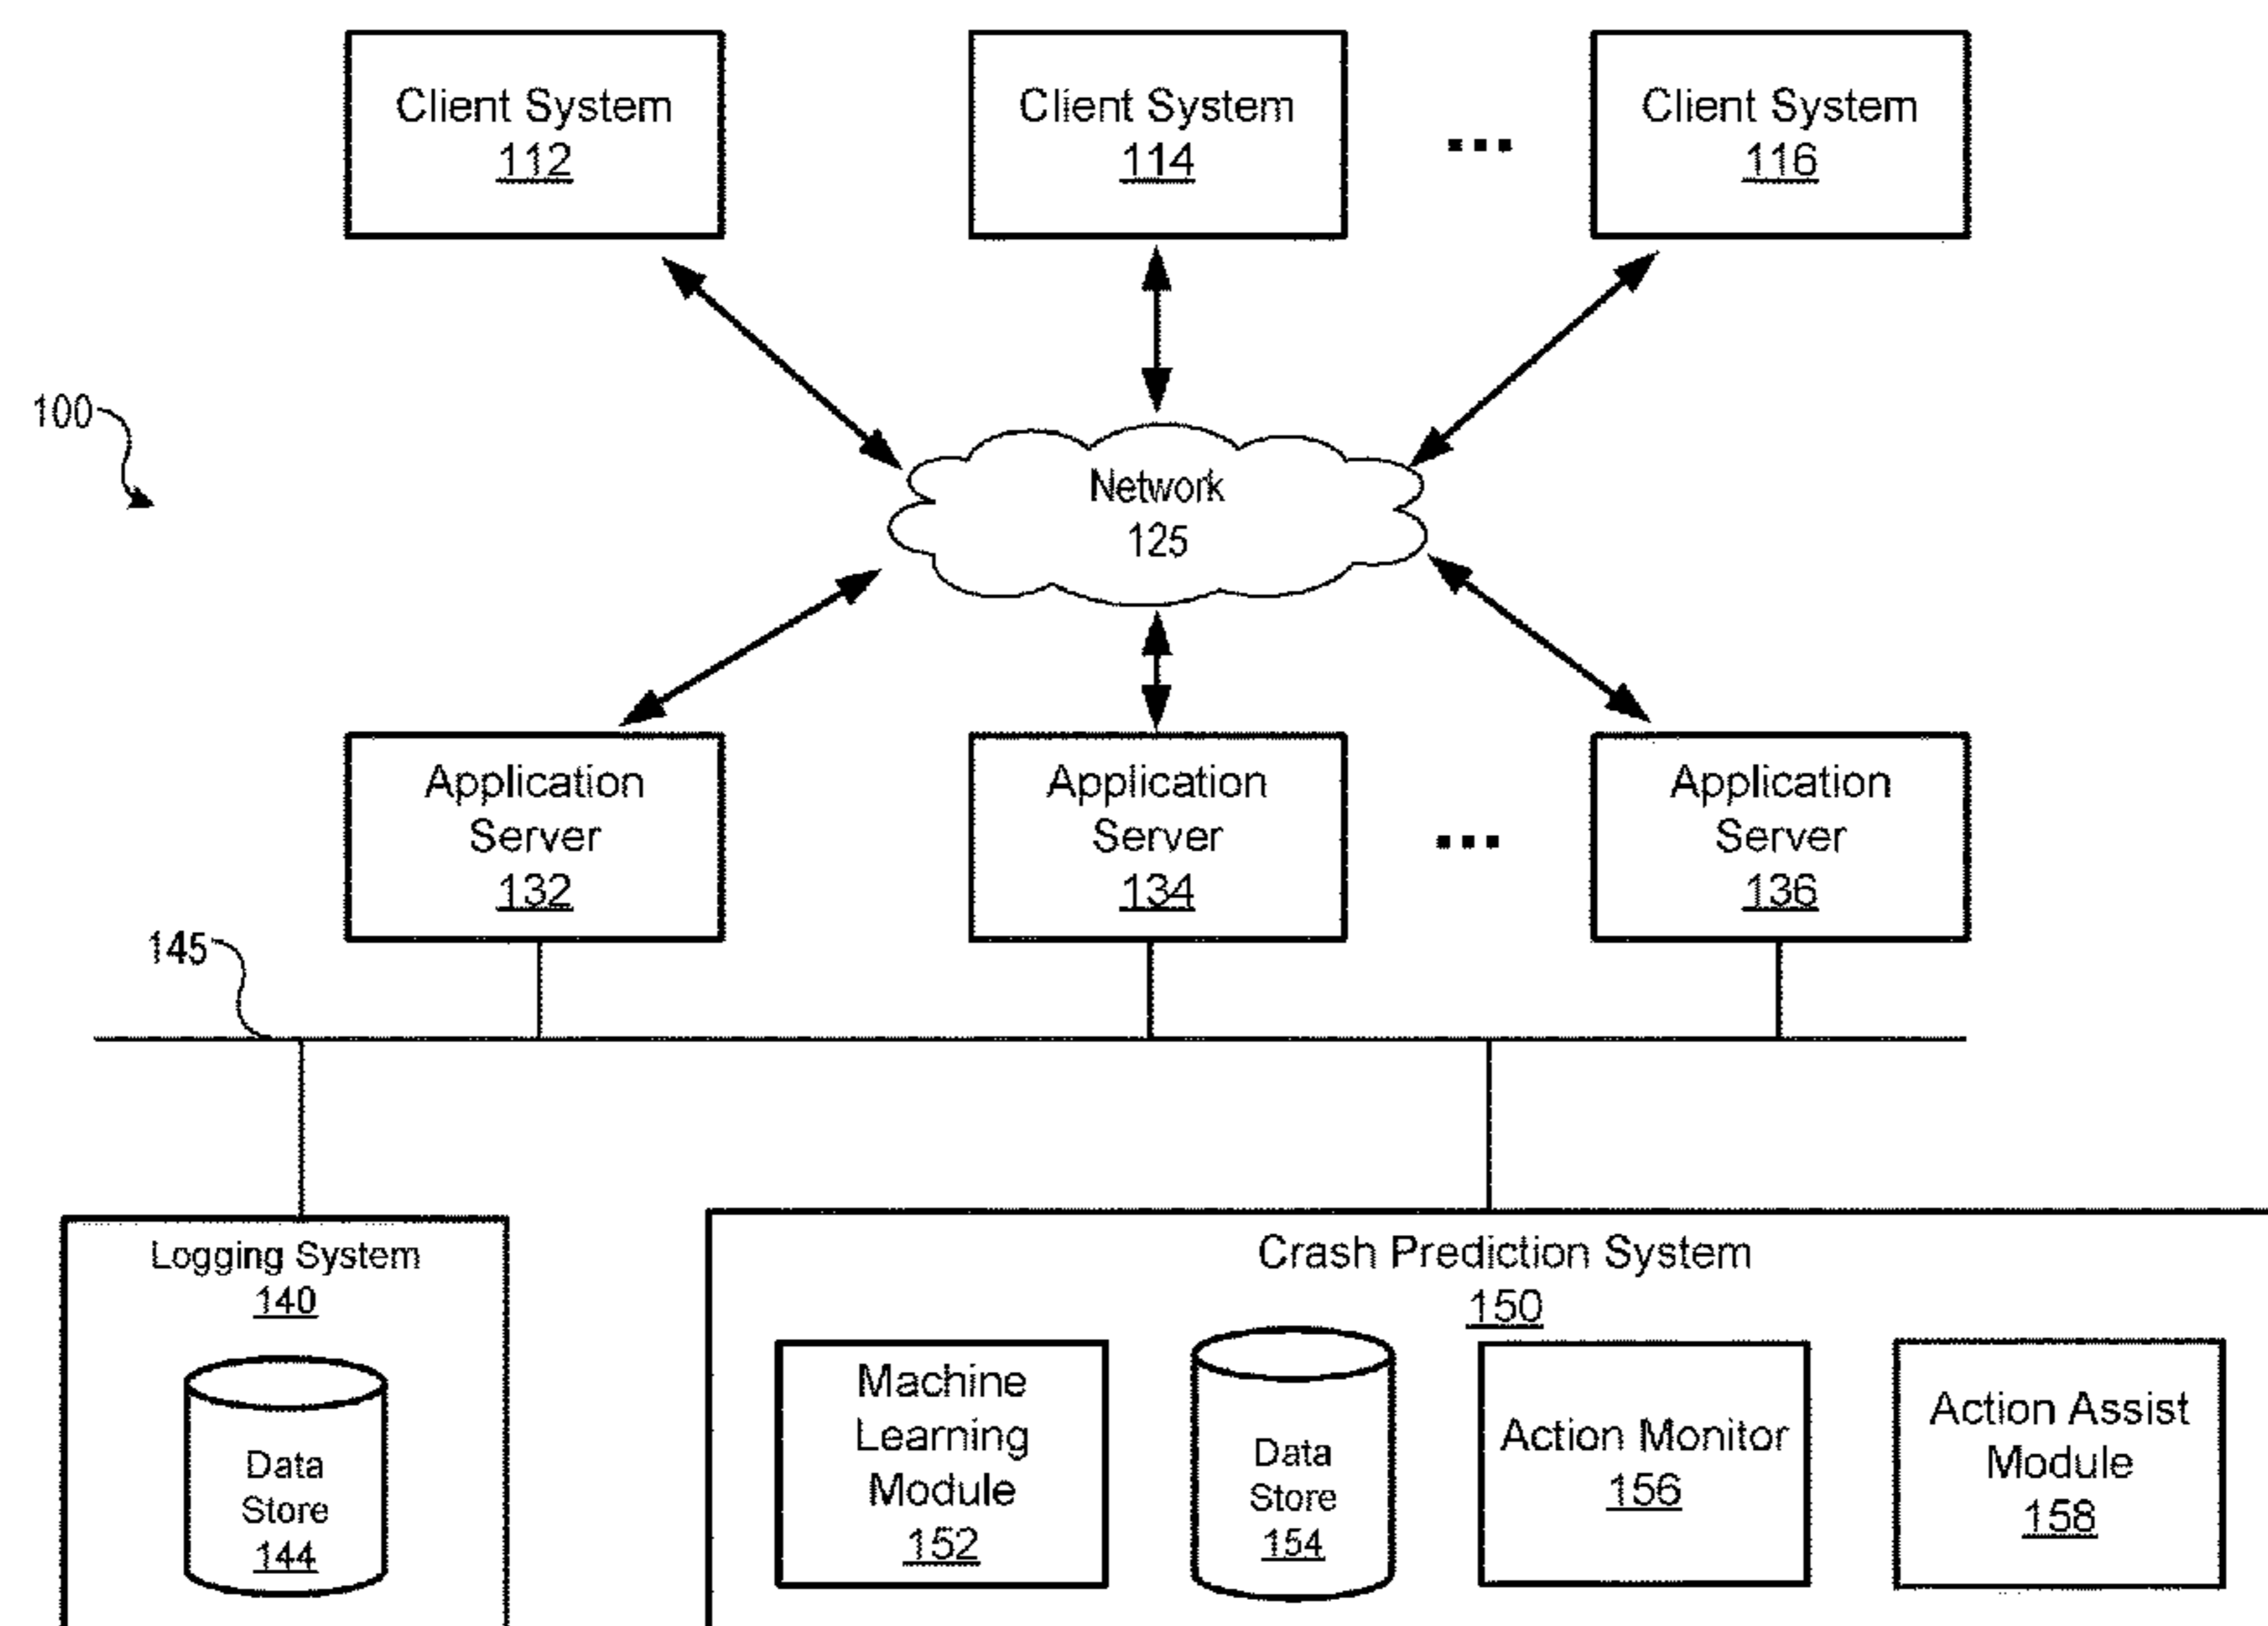 Client System
112
Client System
114
...
Client System
116
100
Network
125
Application
Server
132
Application
Server
134
...
Application
Server
136
145
Logging System
140
Data
Store
144
Crash Prediction System
150
Machine
Learning
Module
152
Data
Store
154
Action Monitor
156
Action Assist
Module
158